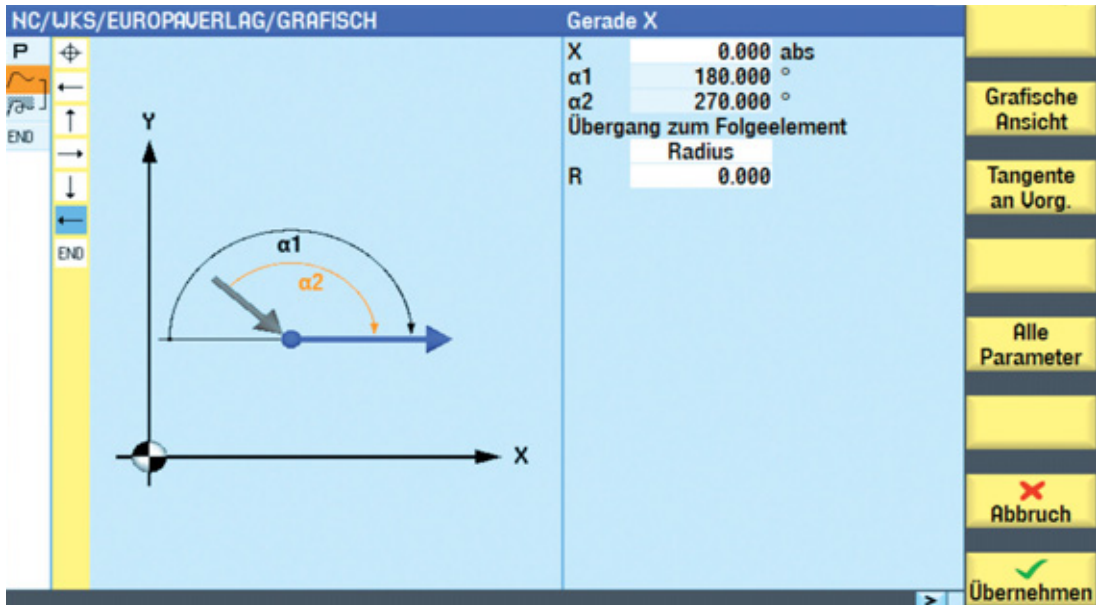 NC/WKS/EUROPAVERLAG/GRAFISCH
Gerade X
P
END
END
Y
α1
α2
X
X 0.000 abs
α1 180.000 °
α2 270.000 °
Übergang zum Folgeelement
Radius
R 0.000
Grafische
Ansicht
Tangente
an Vorg.
Alle
Parameter
Abbruch
Übernehmen
>